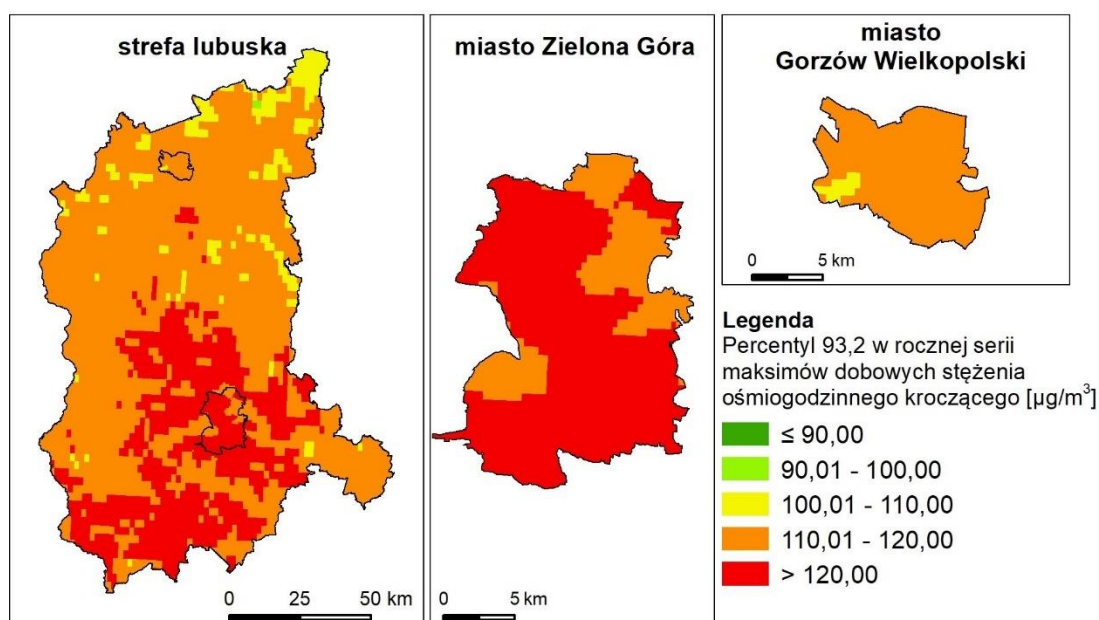 strefa lubuska
0 25 50 km
miasto Zielona Góra
0 5 km
miasto
Gorzów Wielkopolski
0 5 km
Legenda
Percentyl 93,2 w rocznej serii
maksimów dobowych stężenia
ośmiogodzinnego kroczącego [µg/m³]
≤ 90,00
90,01 - 100,00
100,01 - 110,00
110,01 - 120,00
> 120,00